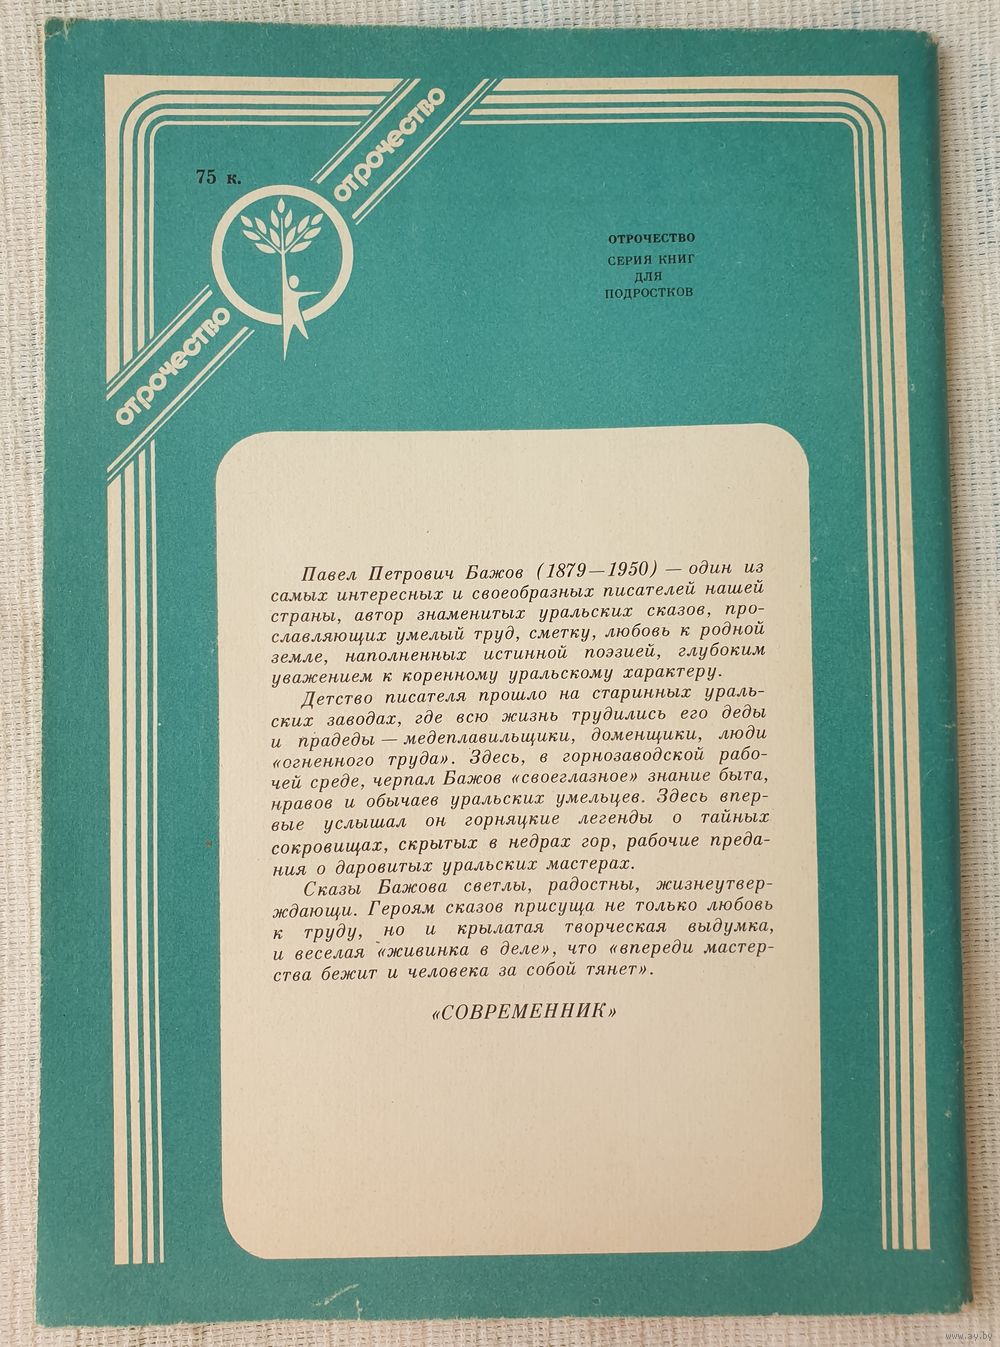 отрочество
75 к.
ОТРОЧЕСТВО
СЕРИЯ КНИГ
ДЛЯ
ПОДРОСТКОВ
отрочество
Павел Петрович Бажов (1879—1950) — один из
самых интересных и своеобразных писателей нашей
страны, автор знаменитых уральских сказов, про-
славляющих умелый труд, сметку, любовь к родной
земле, наполненных истинной поэзией, глубоким
уважением к коренному уральскому характеру.
Детство писателя прошло на старинных ураль-
ских заводах, где всю жизнь трудились его деды
и прадеды — медеплавильщики, доменщики, люди
«огненного труда». Здесь, в горнозаводской рабо-
чей среде, черпал Бажов «своеглазное» знание быта,
нравов и обычаев уральских умельцев. Здесь впер-
вые услышал он горняцкие легенды о тайных
сокровищах, скрытых в недрах гор, рабочие преда-
ния о даровитых уральских мастерах.
Сказы Бажова светлы, радостны, жизнеутвер-
ждающи. Героям сказов присуща не только любовь
к труду, но и крылатая творческая выдумка,
и веселая «живинка в деле», что «впереди мастер-
ства бежит и человека за собой тянет».
«СОВРЕМЕННИК»
www.ay.by